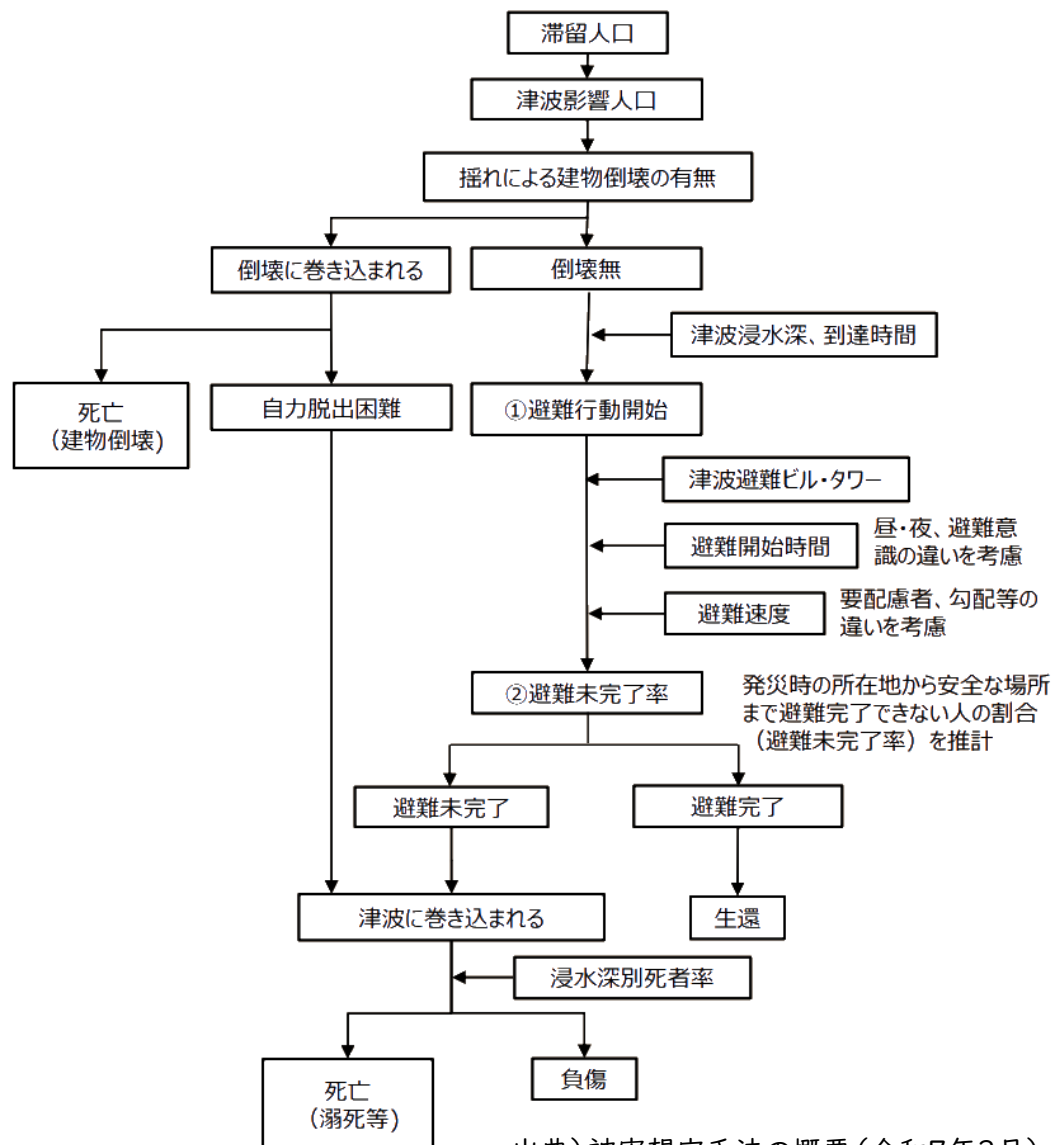 滞留人口
津波影響人口
揺れによる建物倒壊の有無
倒壊に巻き込まれる
倒壊無
津波浸水深、到達時間
死亡
（建物倒壊)
自力脱出困難
①避難行動開始
津波避難ビル・タワー
避難開始時間
昼・夜、避難意
識の違いを考慮
避難速度
要配慮者、勾配等の
違いを考慮
②避難未完了率
発災時の所在地から安全な場所
まで避難完了できない人の割合
（避難未完了率）を推計
避難未完了
避難完了
津波に巻き込まれる
生還
浸水深別死者率
死亡
（溺死等）
負傷